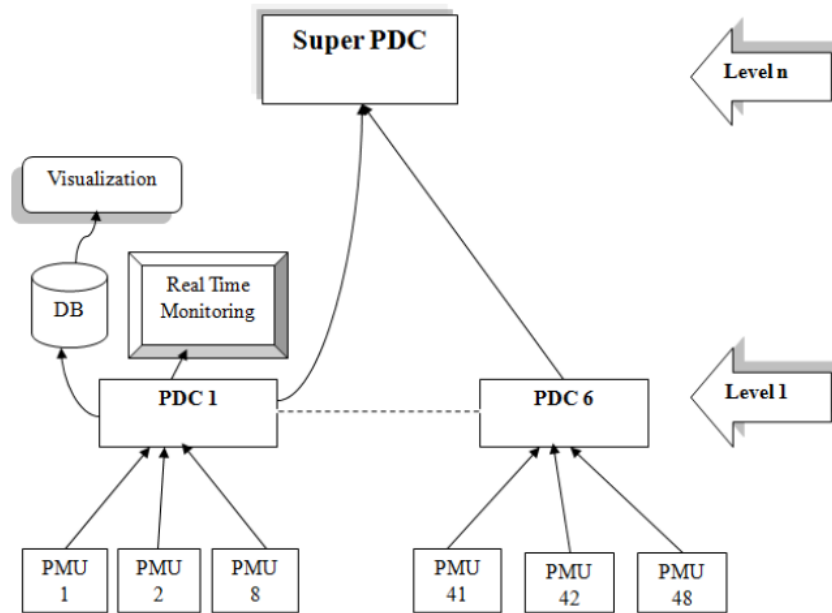 Super PDC
Level n
Visualization
DB
Real Time
Monitoring
PDC 1
PDC 6
Level 1
PMU
1
PMU
2
PMU
8
PMU
41
PMU
42
PMU
48